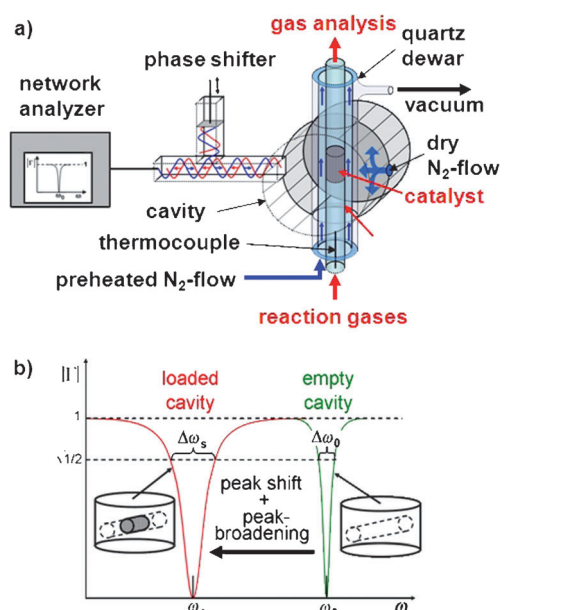 a)
gas analysis
quartz
dewar
phase shifter
network
analyzer
vacuum
|Γ|
1
ω₀
ω
dry
N₂-flow
catalyst
cavity
thermocouple
preheated N₂-flow
reaction gases
b)
|Γ|
loaded
cavity
empty
cavity
1
Δωₛ
Δω₀
1/2
peak shift
+
peak-
broadening
ω